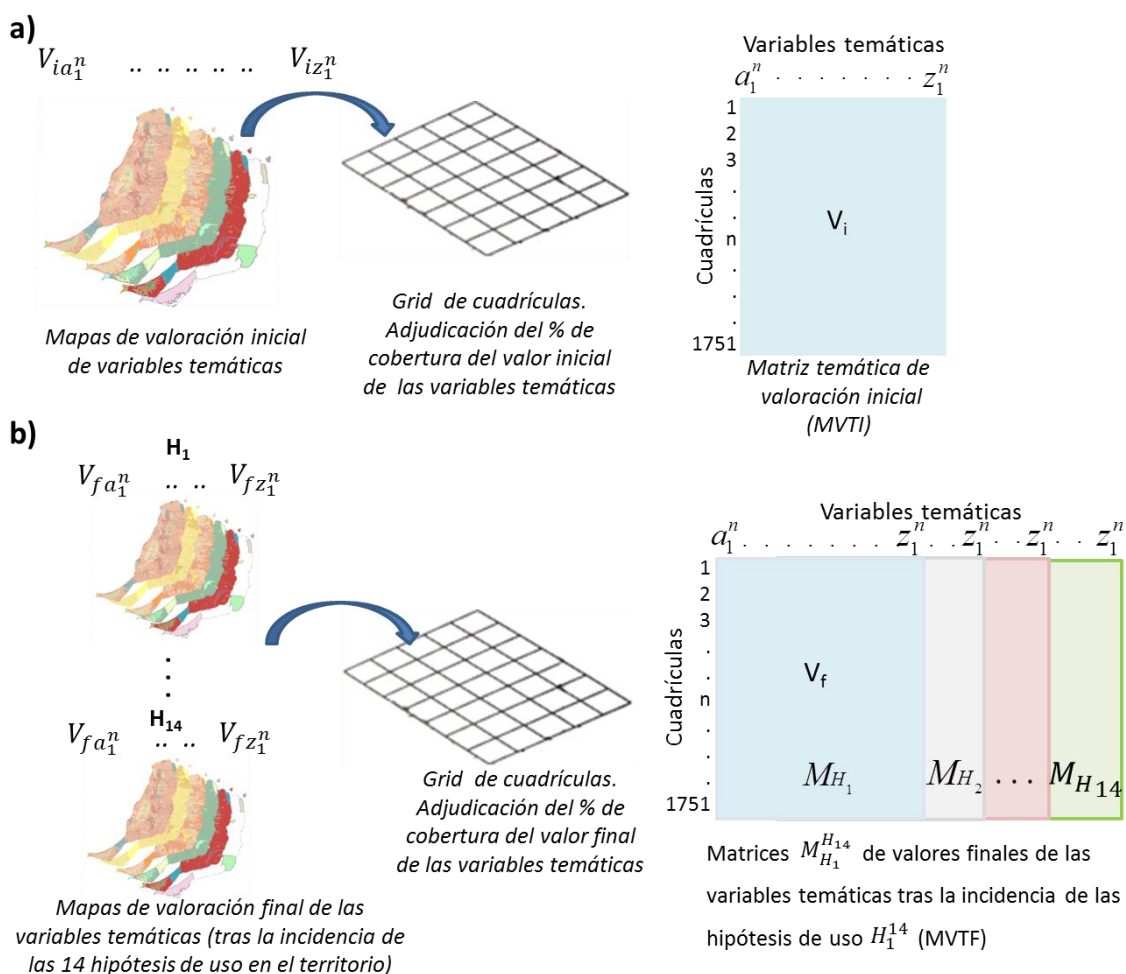 a)
$V_{ia_1^n}$ .. .. .. .. .. $V_{iz_1^n}$
Mapas de valoración inicial
de variables temáticas
Grid de cuadrículas.
Adjudicación del % de
cobertura del valor inicial
de las variables temáticas
Variables temáticas
$a_1^n$ . . . . . . . $z_1^n$
Cuadrículas
1
2
3
.
.
n
.
.
.
1751
$V_i$
Matriz temática de
valoración inicial
(MVTI)
b)
$H_1$
$V_{fa_1^n}$ .. .. $V_{fz_1^n}$
.
.
.
.
$H_{14}$
$V_{fa_1^n}$ .. .. $V_{fz_1^n}$
Mapas de valoración final de las
variables temáticas (tras la incidencia de
las 14 hipótesis de uso en el territorio)
Grid de cuadrículas.
Adjudicación del % de
cobertura del valor final
de las variables temáticas
Variables temáticas
$a_1^n$ . . . . . . . . $z_1^n$ . . $z_1^n$ . . $z_1^n$ . . $z_1^n$
Cuadrículas
1
2
3
.
.
n
.
.
.
1751
$V_f$
$M_{H_1}$ $M_{H_2}$ . . . $M_{H14}$
Matrices $M_{H_1}^{H_{14}}$ de valores finales de las
variables temáticas tras la incidencia de las
hipótesis de uso $H_1^{14}$ (MVTF)